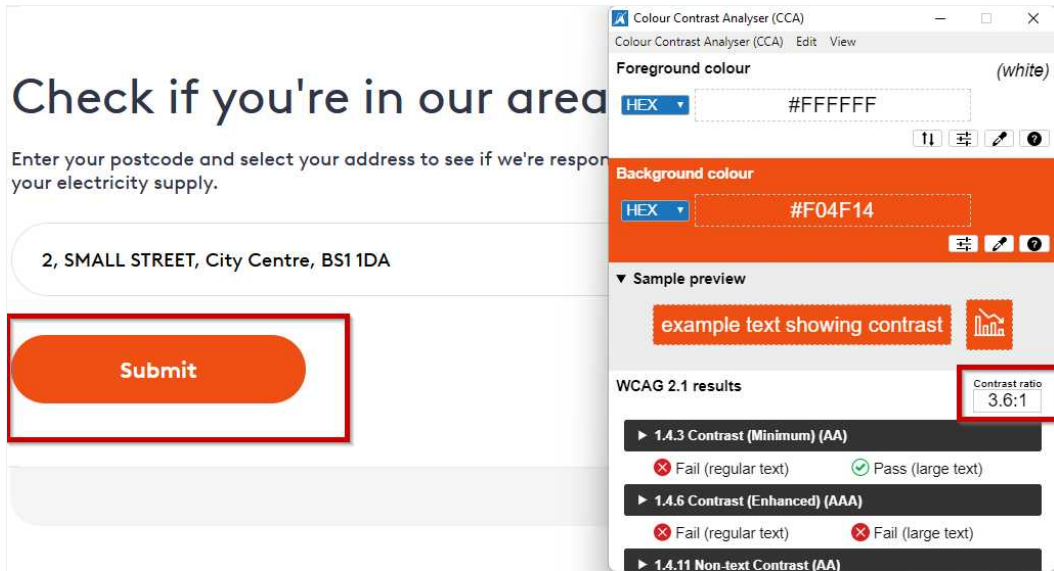 Check if you're in our area
Enter your postcode and select your address to see if we're respon
your electricity supply.
2, SMALL STREET, City Centre, BS1 1DA
Submit
Colour Contrast Analyser (CCA)
Colour Contrast Analyser (CCA) Edit View
Foreground colour (white)
HEX #FFFFFF
Background colour
HEX #F04F14
Sample preview
example text showing contrast
WCAG 2.1 results
Contrast ratio
3.6:1
1.4.3 Contrast (Minimum) (AA)
Fail (regular text) Pass (large text)
1.4.6 Contrast (Enhanced) (AAA)
Fail (regular text) Fail (large text)
1.4.11 Non-text Contrast (AA)